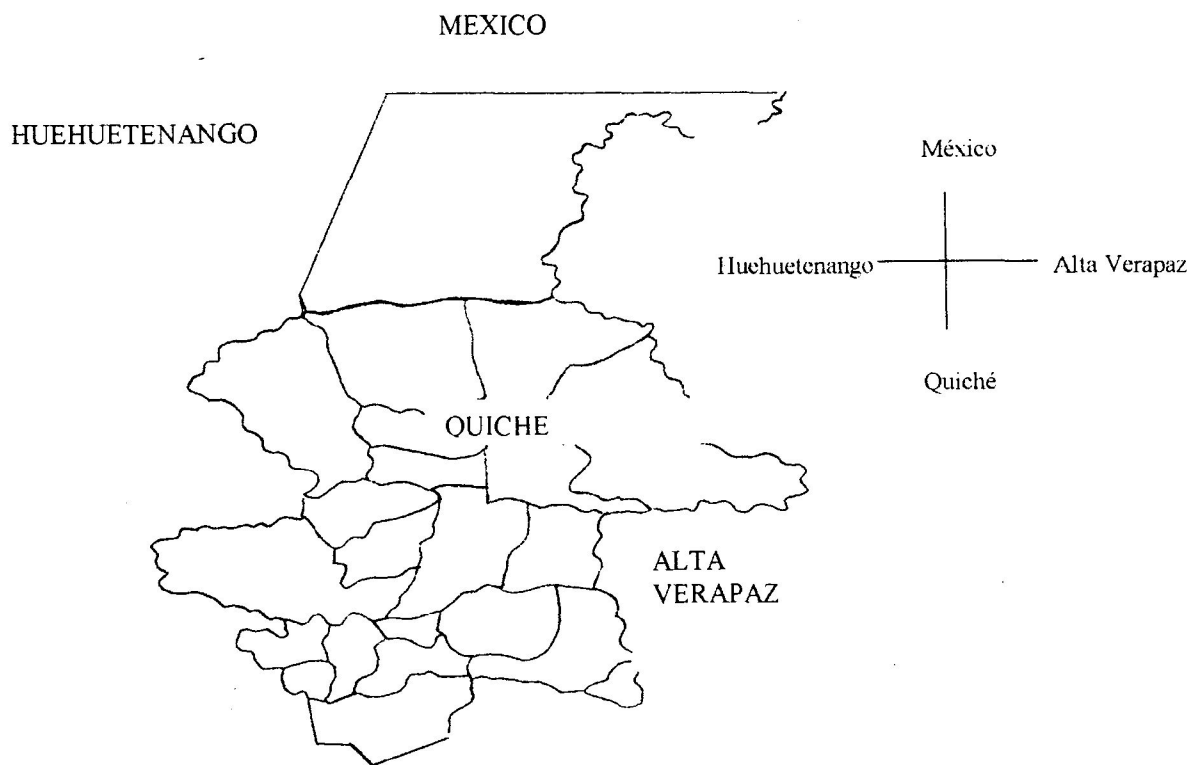 MEXICO
HUEHUETENANGO
México
Huehuetenango
Alta Verapaz
Quiché
QUICHE
ALTA
VERAPAZ